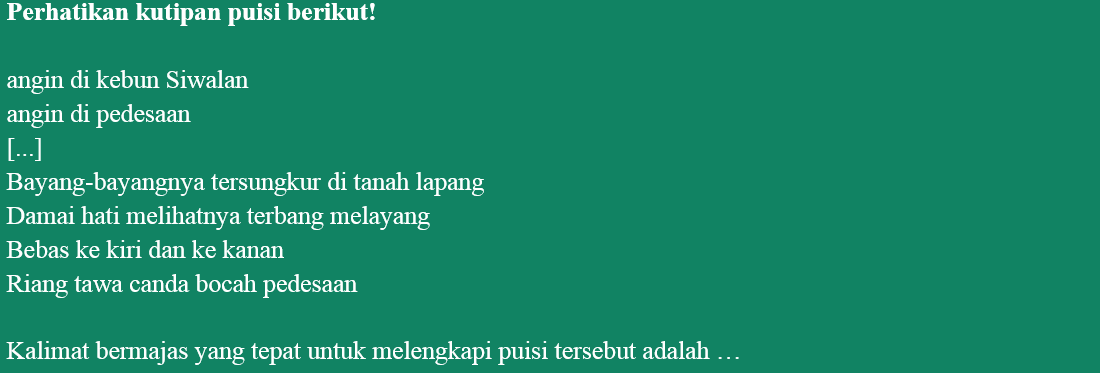 Perhatikan kutipan puisi berikut!
angin di kebun Siwalan
angin di pedesaan
[...]
Bayang-bayangnya tersungkur di tanah lapang
Damai hati melihatnya terbang melayang
Bebas ke kiri dan ke kanan
Riang tawa canda bocah pedesaan
Kalimat bermajas yang tepat untuk melengkapi puisi tersebut adalah …